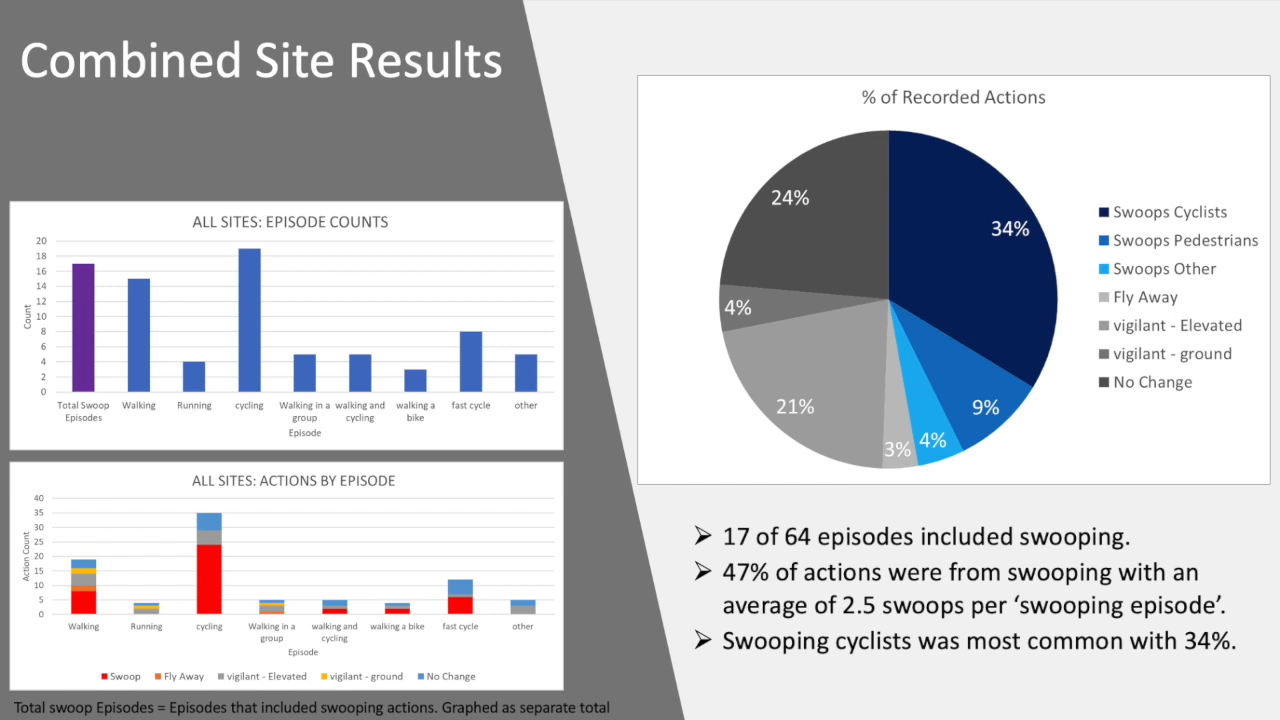 Combined Site Results
ALL SITES: EPISODE COUNTS
20
18
16
14
12
10
8
6
4
2
0
Count
Total Swoop Episodes
Walking
Running
cycling
Walking in a group
walking and cycling
walking a bike
fast cycle
other
Episode
ALL SITES: ACTIONS BY EPISODE
40
35
30
25
20
15
10
5
0
Action Count
Walking
Running
cycling
Walking in a group
walking and cycling
walking a bike
fast cycle
other
Episode
Swoop Fly Away vigilant - Elevated vigilant - ground No Change
Total swoop Episodes = Episodes that included swooping actions. Graphed as separate total
% of Recorded Actions
34%
9%
4%
3%
21%
4%
24%
Swoops Cyclists
Swoops Pedestrians
Swoops Other
Fly Away
vigilant - Elevated
vigilant - ground
No Change
➢ 17 of 64 episodes included swooping.
➢ 47% of actions were from swooping with an
average of 2.5 swoops per ‘swooping episode’.
➢ Swooping cyclists was most common with 34%.